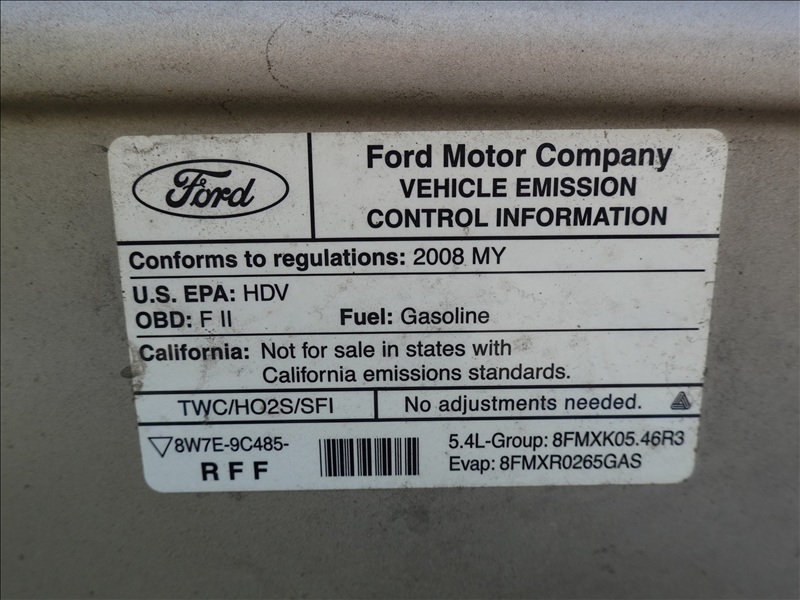 Ford
Ford Motor Company
VEHICLE EMISSION
CONTROL INFORMATION
Conforms to regulations: 2008 MY
U.S. EPA: HDV
OBD: F II Fuel: Gasoline
California: Not for sale in states with
California emissions standards.
TWC/HO2S/SFI No adjustments needed.
8W7E-9C485-
R F F
5.4L-Group: 8FMXK05.46R3
Evap: 8FMXR0265GAS